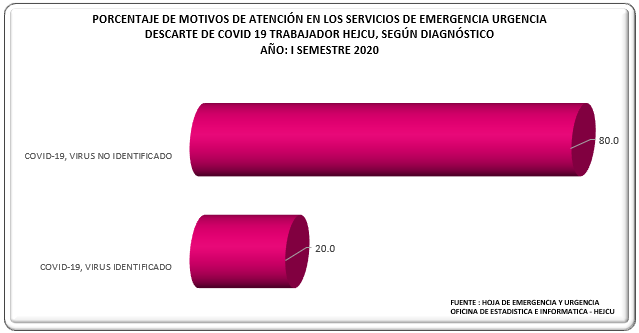 PORCENTAJE DE MOTIVOS DE ATENCIÓN EN LOS SERVICIOS DE EMERGENCIA URGENCIA
DESCARTE DE COVID 19 TRABAJADOR HEJCU, SEGÚN DIAGNÓSTICO
AÑO: I SEMESTRE 2020
80.0
COVID-19, VIRUS NO IDENTIFICADO
20.0
COVID-19, VIRUS IDENTIFICADO
FUENTE : HOJA DE EMERGENCIA Y URGENCIA
OFICINA DE ESTADISTICA E INFORMATICA - HEJCU